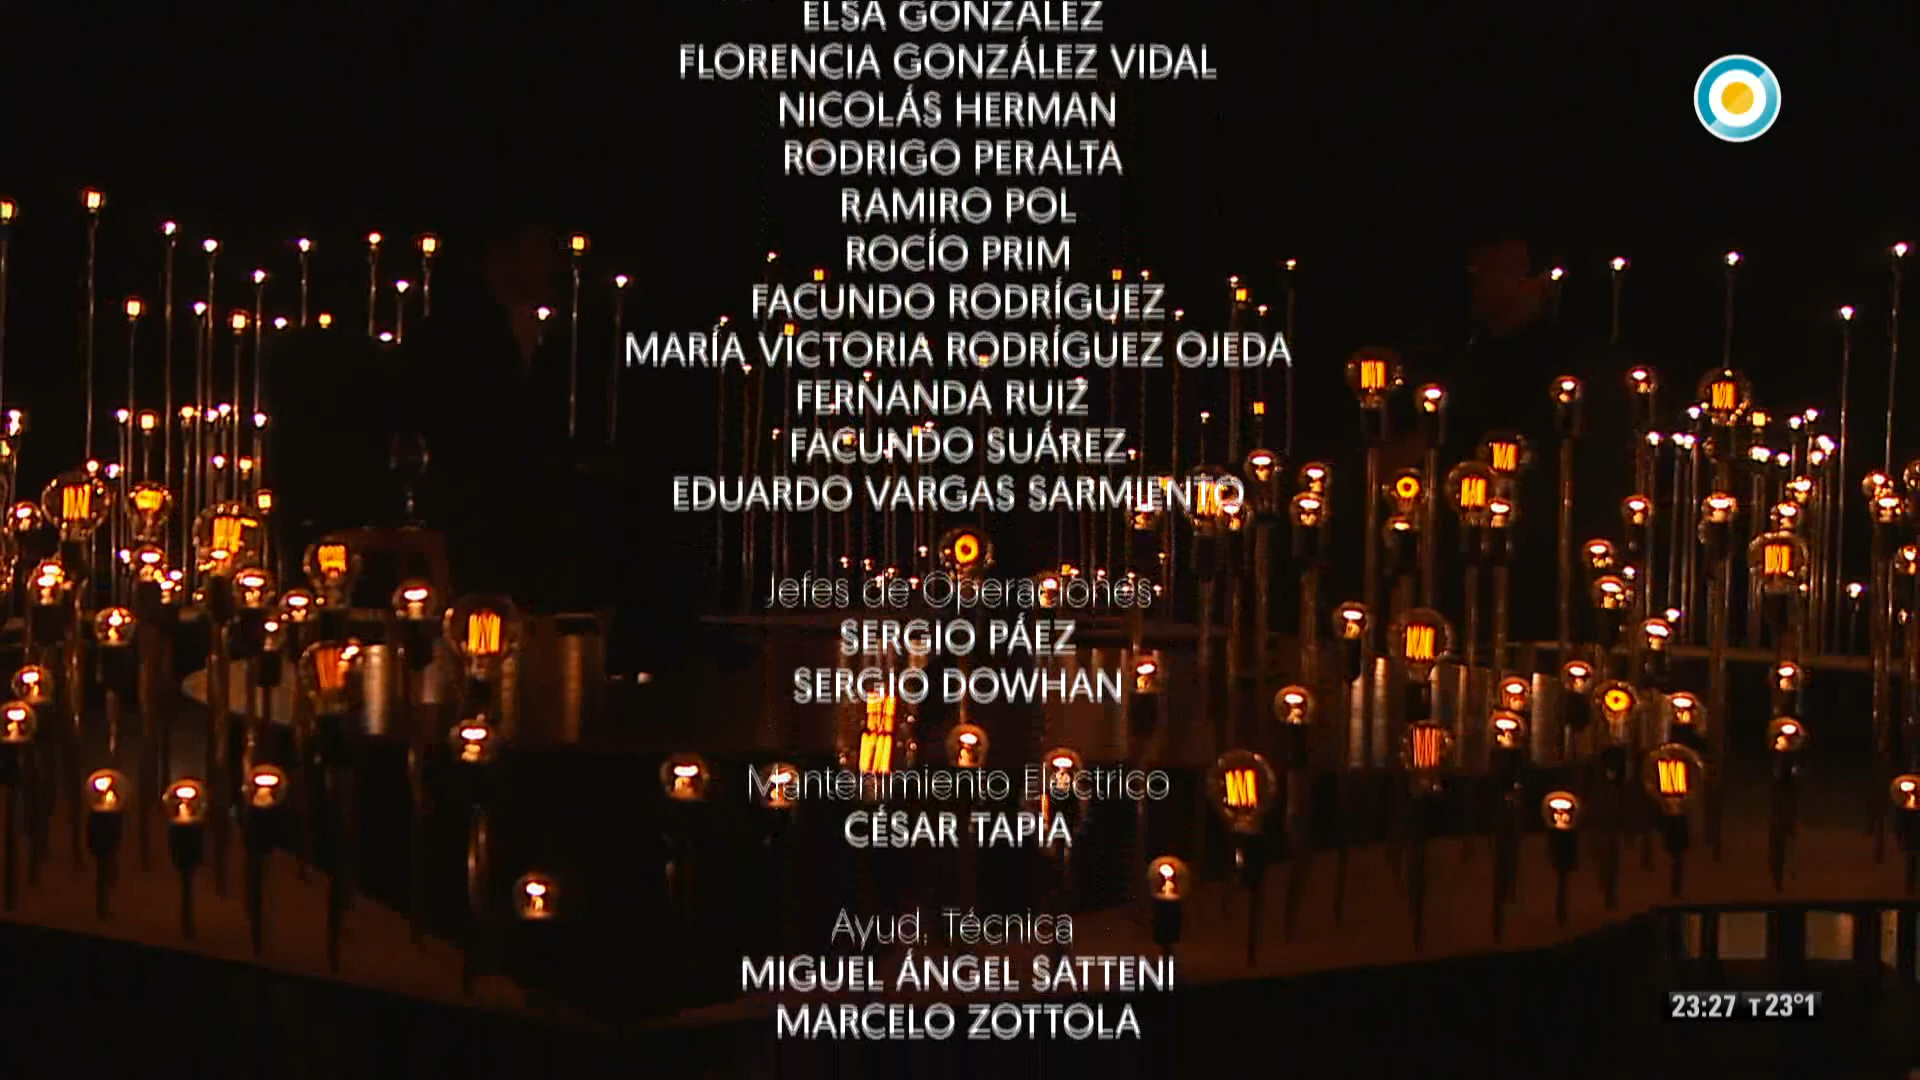 ELSA GONZÁLEZ
FLORENCIA GONZÁLEZ VIDAL
NICOLÁS HERMAN
RODRIGO PERALTA
RAMIRO POL
ROCÍO PRIM
FACUNDO RODRÍGUEZ
MARÍA VICTORIA RODRÍGUEZ OJEDA
FERNANDA RUIZ
FACUNDO SUÁREZ
EDUARDO VARGAS SARMIENTO
Jefes de Operaciones
SERGIO PÁEZ
SERGIO DOWHAN
Mantenimiento Eléctrico
CÉSAR TAPIA
Ayud. Técnica
MIGUEL ÁNGEL SATTENI
MARCELO ZOTTOLA
23:27 T 23°1